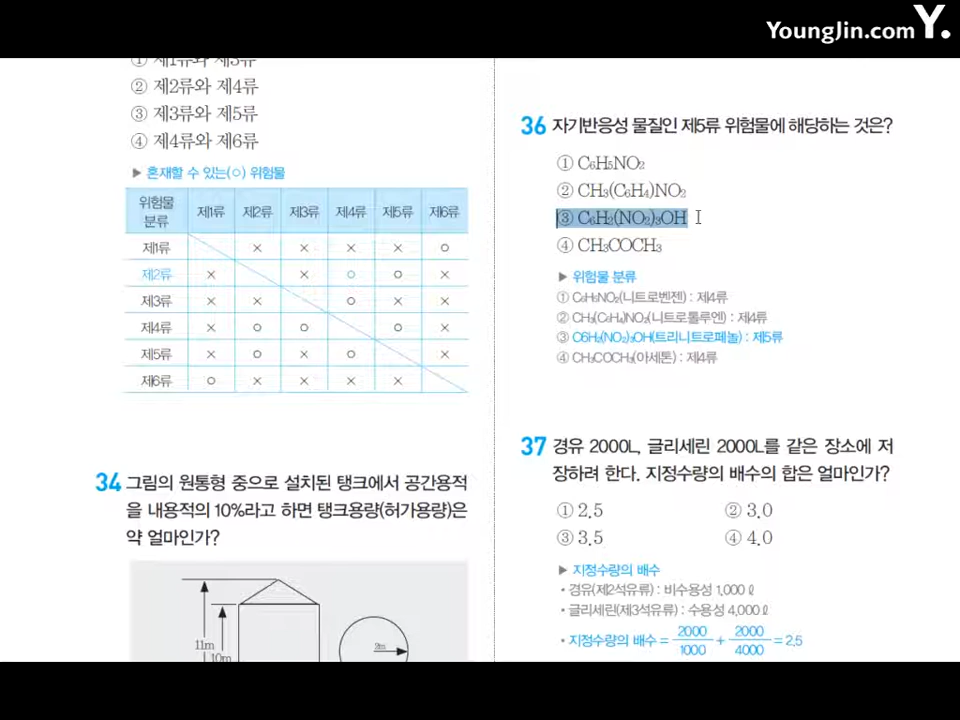 YoungJin.com Y.
① 제1류와 제3류
② 제2류와 제4류
③ 제3류와 제5류
④ 제4류와 제6류
▶ 혼재할 수 있는(○) 위험물
위험물 분류 제1류 제2류 제3류 제4류 제5류 제6류
제1류 × × × × ○
제2류 × × ○ ○ ×
제3류 × × ○ × ×
제4류 × ○ ○ ○ ×
제5류 × ○ × ○ ×
제6류 ○ × × × ×
34 그림의 원통형 중으로 설치된 탱크에서 공간용적
을 내용적의 10%라고 하면 탱크용량(허가용량)은
약 얼마인가?
11m
10m
2m
36 자기반응성 물질인 제5류 위험물에 해당하는 것은?
① C₆H₅NO₂
② CH₃(C₆H₄)NO₂
③ C₆H₂(NO₂)₃OH
④ CH₃COCH₃
▶ 위험물 분류
① C₆H₅NO₂(니트로벤젠) : 제4류
② CH₃(C₆H₄)NO₂(니트로톨루엔) : 제4류
③ C6H₂(NO₂)₃OH(트리니트로페놀) : 제5류
④ CH₃COCH₃(아세톤) : 제4류
37 경유 2000L, 글리세린 2000L를 같은 장소에 저
장하려 한다. 지정수량의 배수의 합은 얼마인가?
① 2.5 ② 3.0
③ 3.5 ④ 4.0
▶ 지정수량의 배수
• 경유(제2석유류) : 비수용성 1,000ℓ
• 글리세린(제3석유류) : 수용성 4,000ℓ
• 지정수량의 배수 = 2000/1000 + 2000/4000 = 2.5